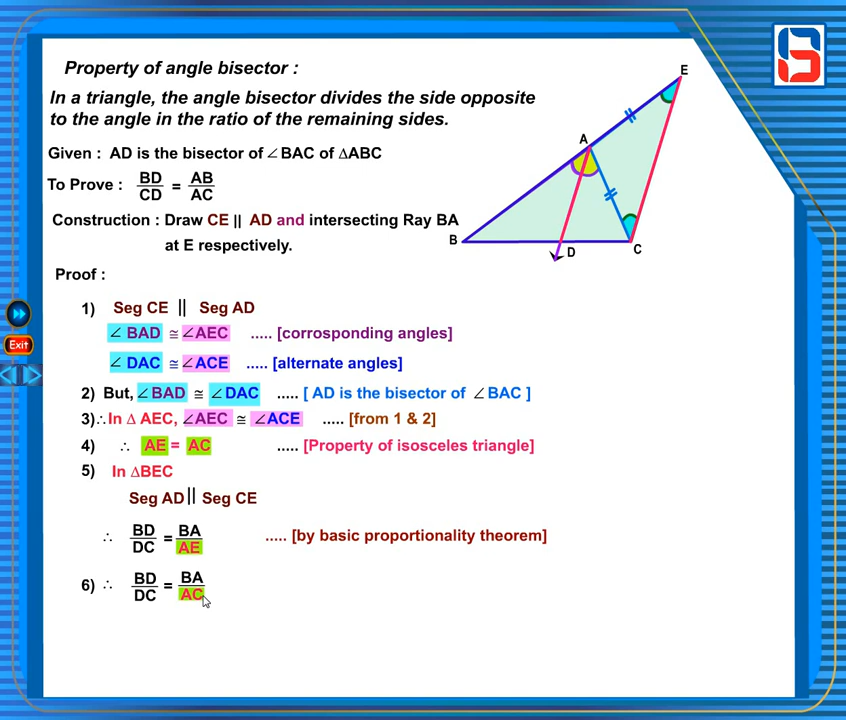 Property of angle bisector :
In a triangle, the angle bisector divides the side opposite
to the angle in the ratio of the remaining sides.
Given : AD is the bisector of ∠BAC of ΔABC
To Prove : BD/CD = AB/AC
Construction : Draw CE || AD and intersecting Ray BA
at E respectively.
Proof :
1) Seg CE || Seg AD
∠ BAD ≅ ∠AEC ..... [corrosponding angles]
∠ DAC ≅ ∠ACE ..... [alternate angles]
2) But, ∠BAD ≅ ∠DAC ..... [ AD is the bisector of ∠BAC ]
3)∴ In Δ AEC, ∠AEC ≅ ∠ACE ..... [from 1 & 2]
4) ∴ AE = AC ..... [Property of isosceles triangle]
5) In ΔBEC
Seg AD || Seg CE
∴ BD/DC = BA/AE ..... [by basic proportionality theorem]
6) ∴ BD/DC = BA/AC
E
A
B
D
C
Exit